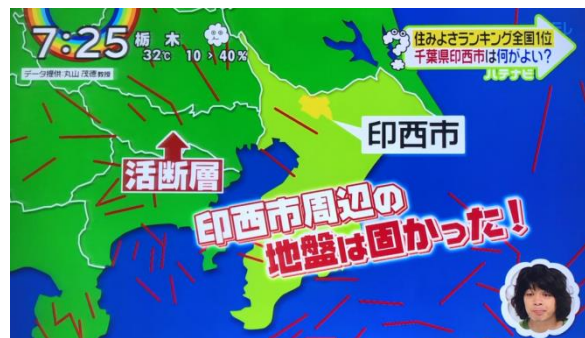 7:25
栃木
32℃ 10 > 40%
データ提供 丸山 茂徳 教授
住みよさランキング全国1位
千葉県印西市は何がよい?
ハテナビ
印西市
活断層
印西市周辺の
地盤は固かった!